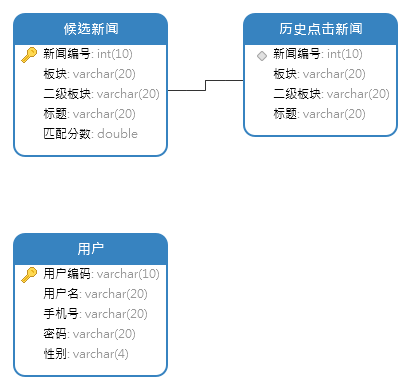 候选新闻
新闻编号: int(10)
板块: varchar(20)
二级板块: varchar(20)
标题: varchar(20)
匹配分数: double
历史点击新闻
新闻编号: int(10)
板块: varchar(20)
二级板块: varchar(20)
标题: varchar(20)
用户
用户编码: varchar(10)
用户名: varchar(20)
手机号: varchar(20)
密码: varchar(20)
性别: varchar(4)